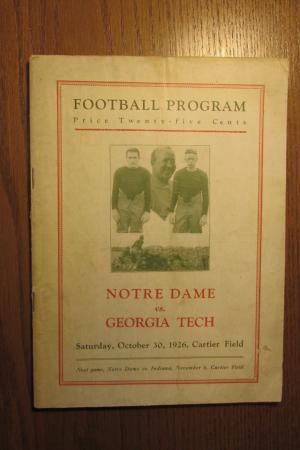 FOOTBALL PROGRAM
Price Twenty-five Cents
NOTRE DAME
vs.
GEORGIA TECH
Saturday, October 30, 1926, Cartier Field
Next game, Notre Dame vs. Indiana, November 6, Cartier Field